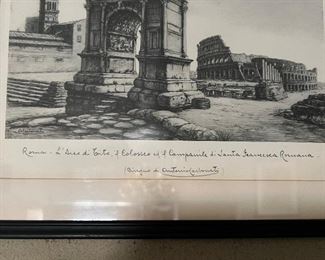 Roma - L'Arco di Tito, il Colosseo ed il Campanile di Santa Francesca Romana
(Disegno di Antonio Carbonati)